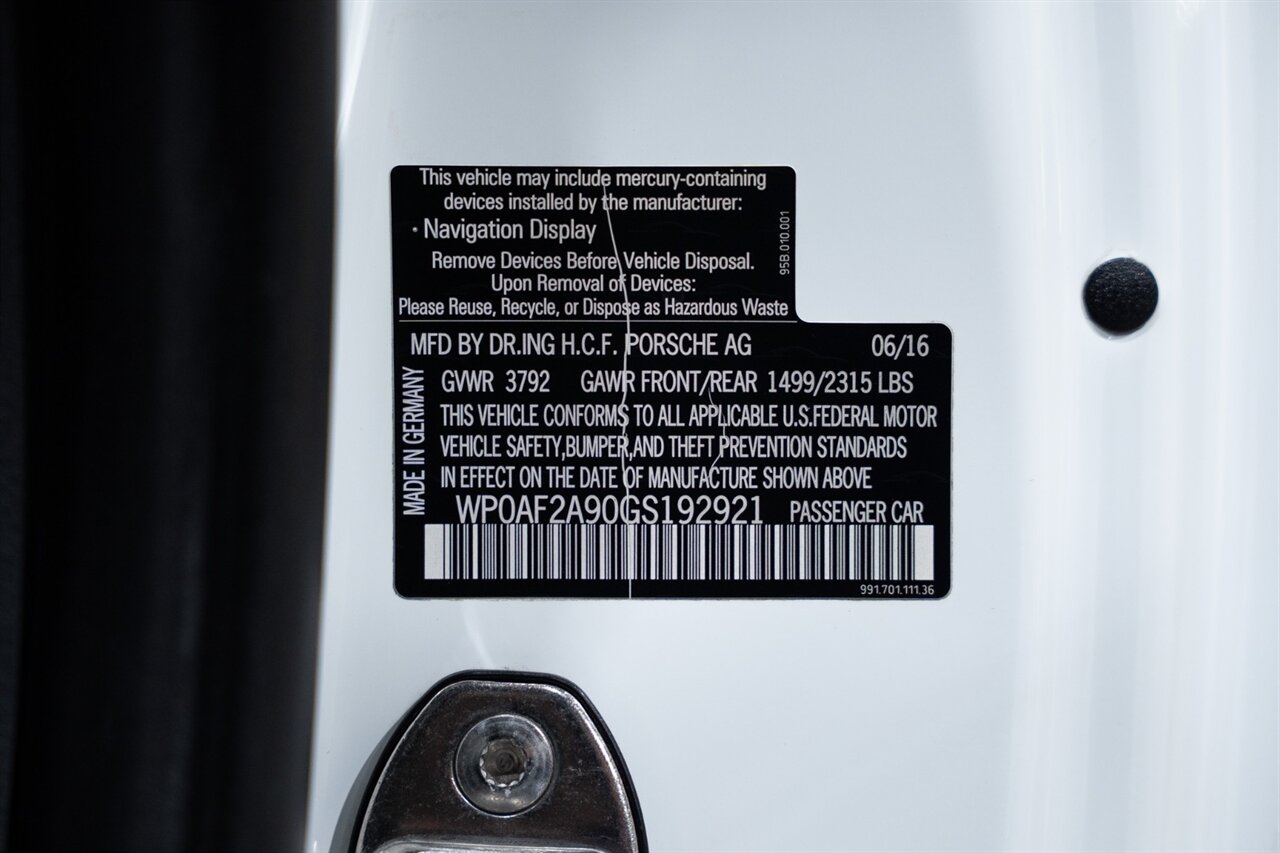 This vehicle may include mercury-containing
devices installed by the manufacturer:
· Navigation Display
Remove Devices Before Vehicle Disposal.
Upon Removal of Devices:
Please Reuse, Recycle, or Dispose as Hazardous Waste
95B.010.001
MFD BY DR.ING H.C.F. PORSCHE AG 06/16
GVWR 3792 GAWR FRONT/REAR 1499/2315 LBS
THIS VEHICLE CONFORMS TO ALL APPLICABLE U.S.FEDERAL MOTOR
VEHICLE SAFETY,BUMPER,AND THEFT PREVENTION STANDARDS
IN EFFECT ON THE DATE OF MANUFACTURE SHOWN ABOVE
MADE IN GERMANY
WP0AF2A90GS192921 PASSENGER CAR
991.701.111.36